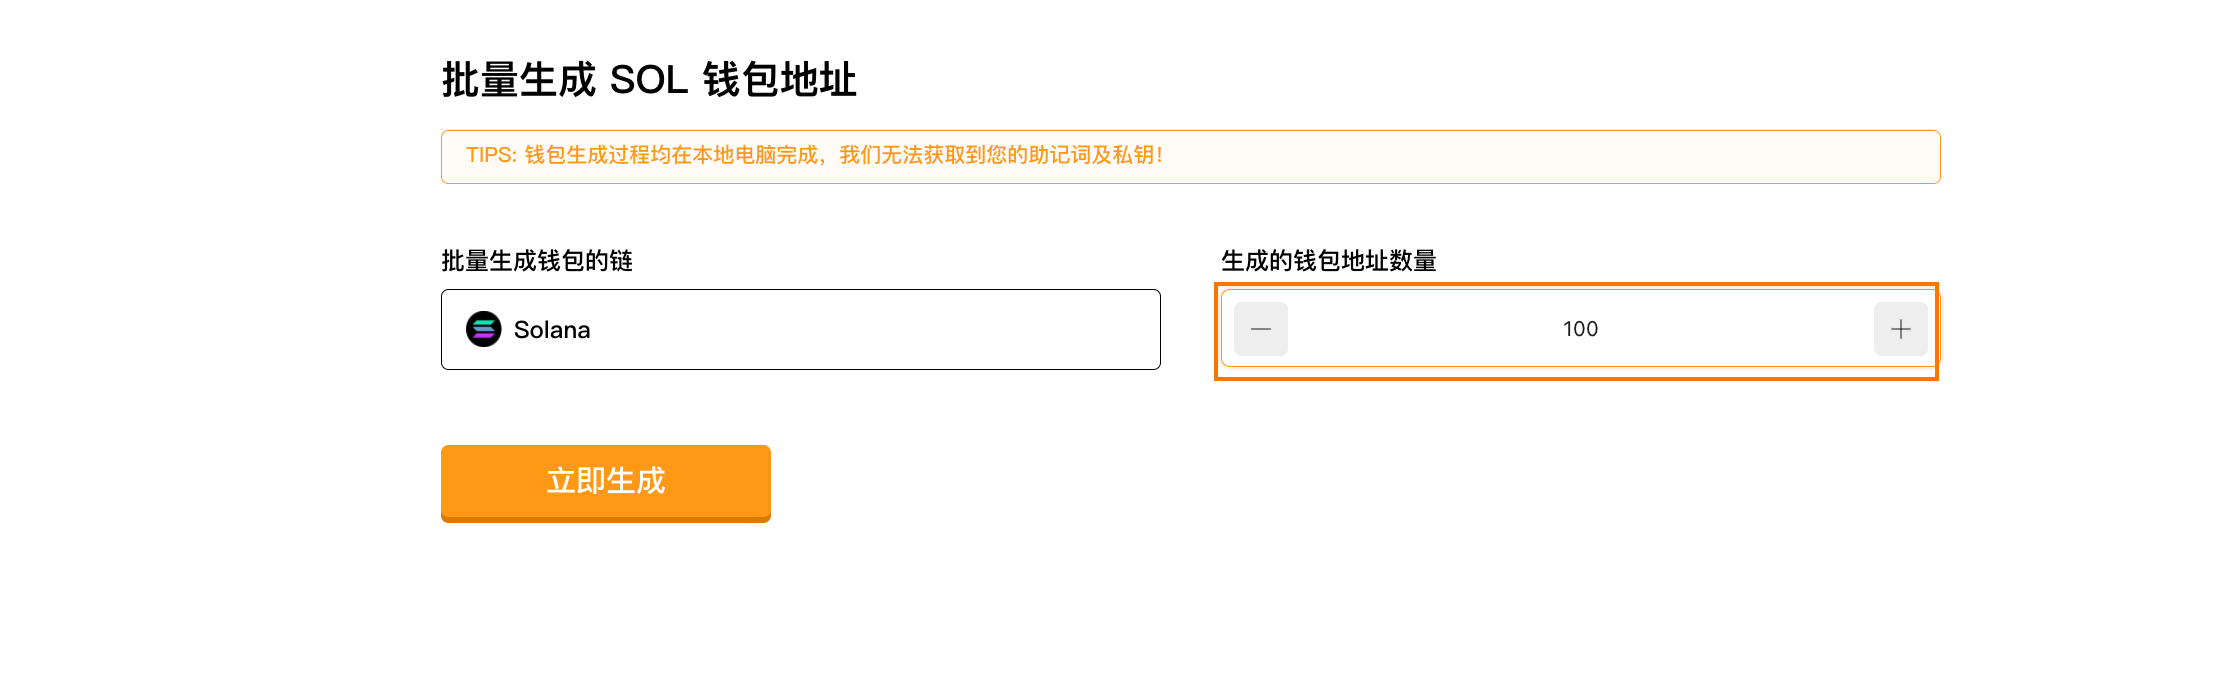 批量生成 SOL 钱包地址
TIPS: 钱包生成过程均在本地电脑完成，我们无法获取到您的助记词及私钥！
批量生成钱包的链
Solana
生成的钱包地址数量
100
立即生成